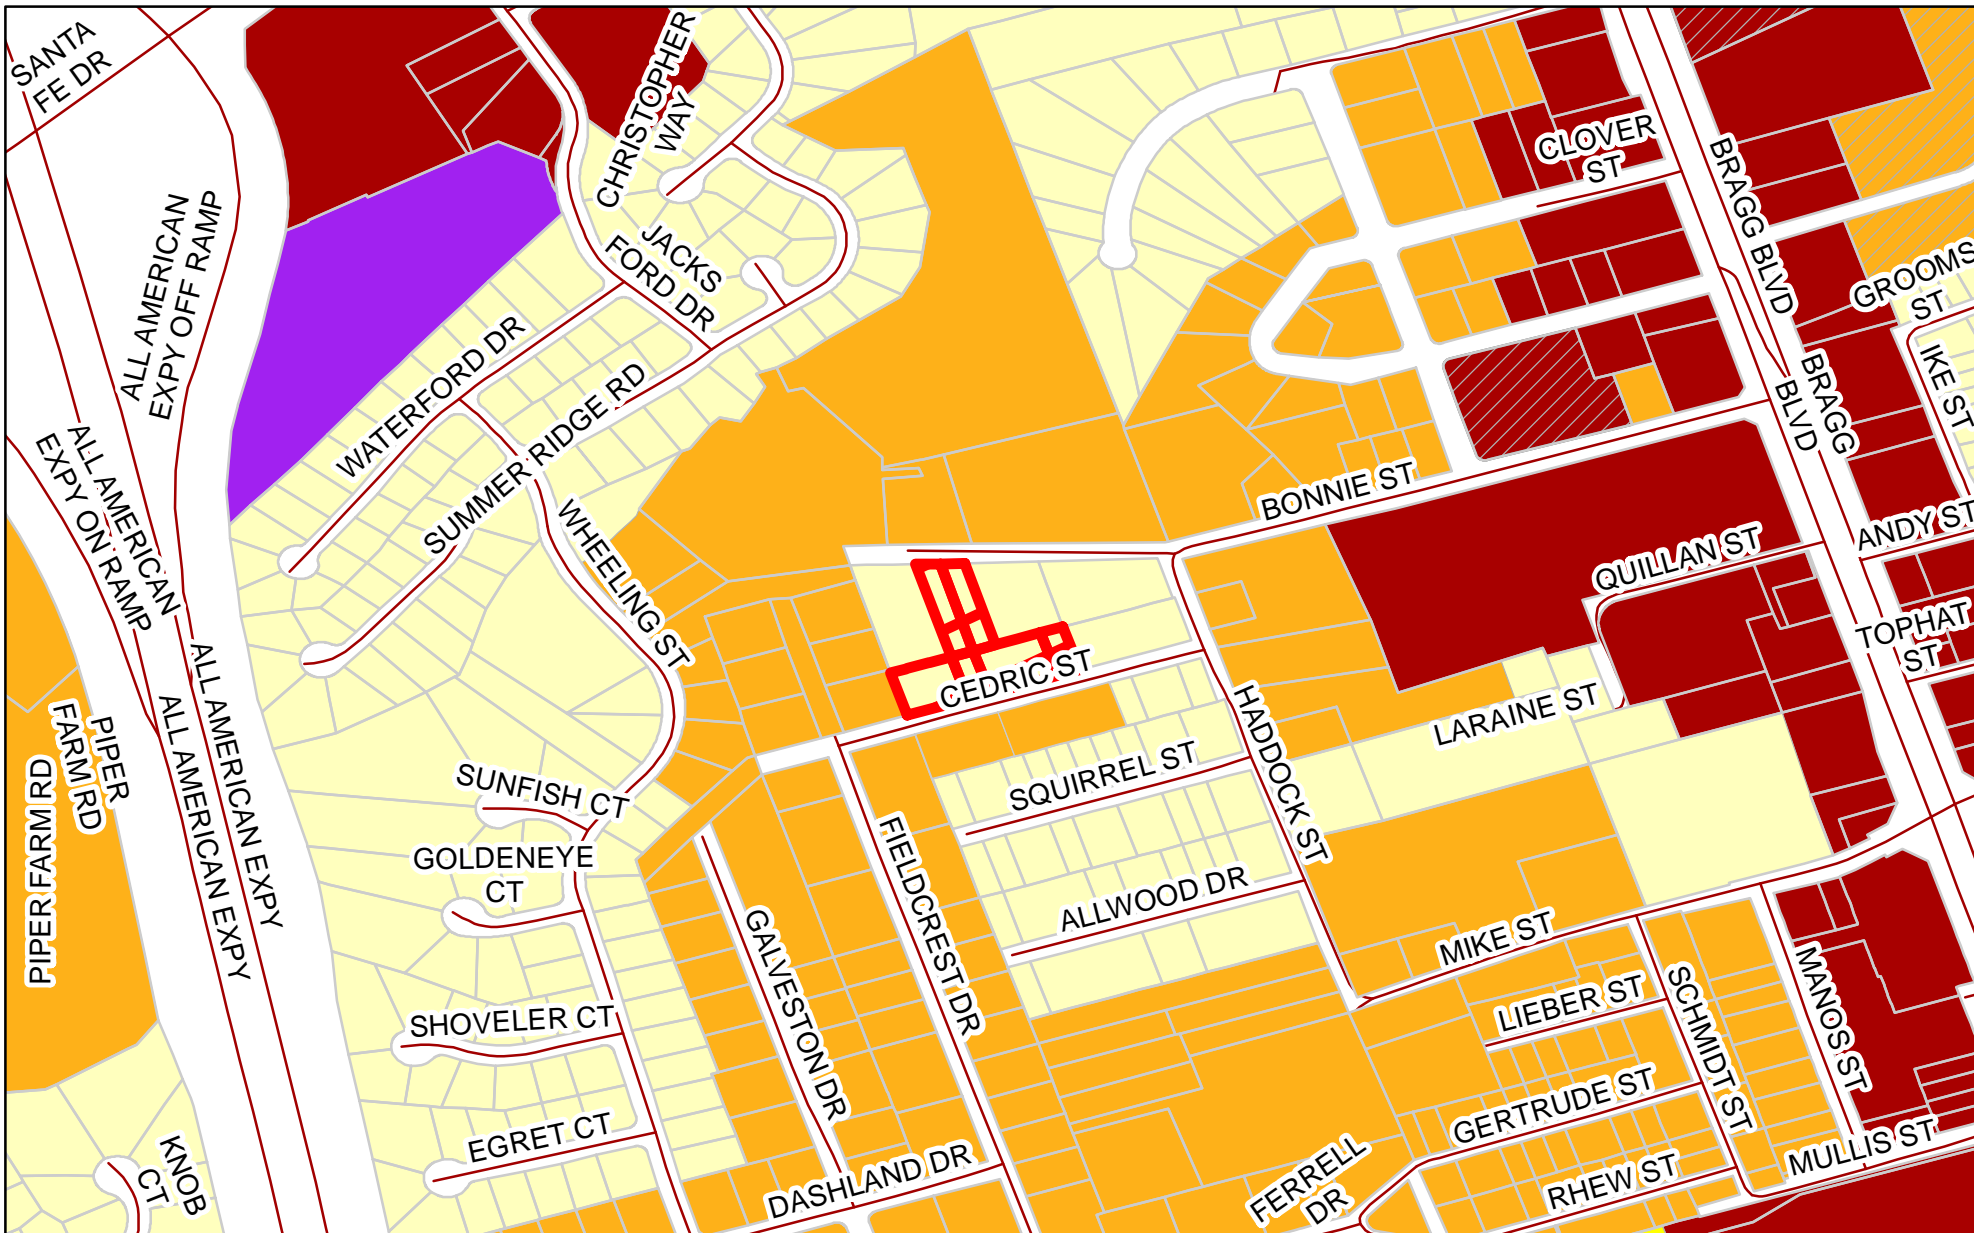 SANTA
FE DR
CHRISTOPHER
WAY
CLOVER
ST
BRAGG BLVD
ALL AMERICAN
EXPY OFF RAMP
JACKS
FORD DR
GROOMS
ST
WATERFORD DR
IKE ST
SUMMER RIDGE RD
BRAGG
BLVD
ALL AMERICAN
EXPY ON RAMP
BONNIE ST
ANDY ST
WHEELING ST
QUILLAN ST
TOPHAT
ST
CEDRIC ST
ALL AMERICAN EXPY
ALL AMERICAN EXPY
HADDOCK ST
LARAINE ST
PIPER
FARM RD
PIPER FARM RD
SUNFISH CT
SQUIRREL ST
GOLDENEYE
CT
FIELDCREST DR
ALLWOOD DR
GALVESTON DR
MIKE ST
MANOS ST
SCHMIDT ST
LIEBER ST
SHOVELER CT
GERTRUDE ST
EGRET CT
KNOB
CT
DASHLAND DR
FERRELL
DR
RHEW ST
MULLIS ST